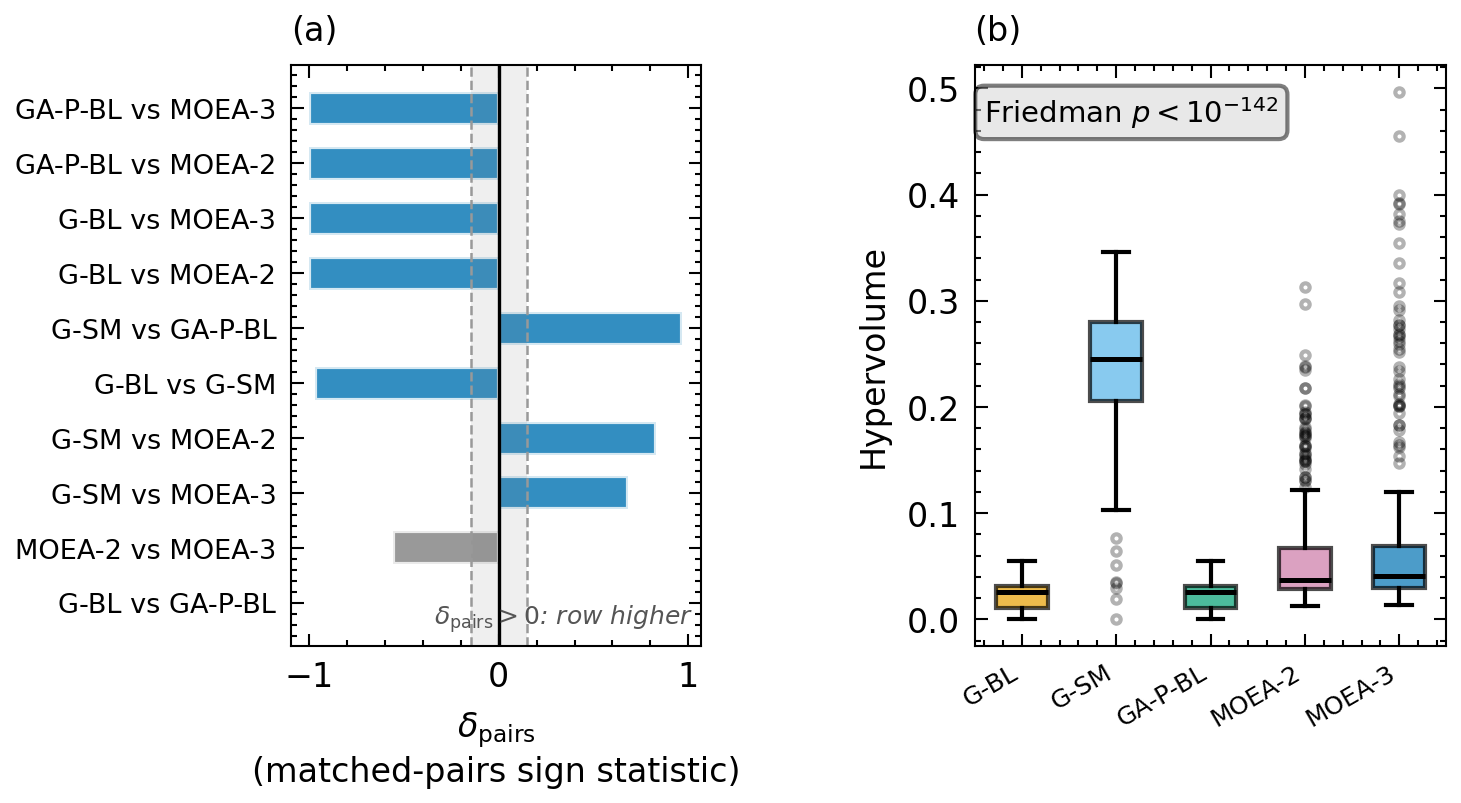 (a)
GA-P-BL vs MOEA-3
GA-P-BL vs MOEA-2
G-BL vs MOEA-3
G-BL vs MOEA-2
G-SM vs GA-P-BL
G-BL vs G-SM
G-SM vs MOEA-2
G-SM vs MOEA-3
MOEA-2 vs MOEA-3
G-BL vs GA-P-BL
δpairs > 0: row higher
−1 0 1
δpairs
(matched-pairs sign statistic)
(b)
Friedman p < 10⁻¹⁴²
Hypervolume
0.5
0.4
0.3
0.2
0.1
0.0
G-BL G-SM GA-P-BL MOEA-2 MOEA-3